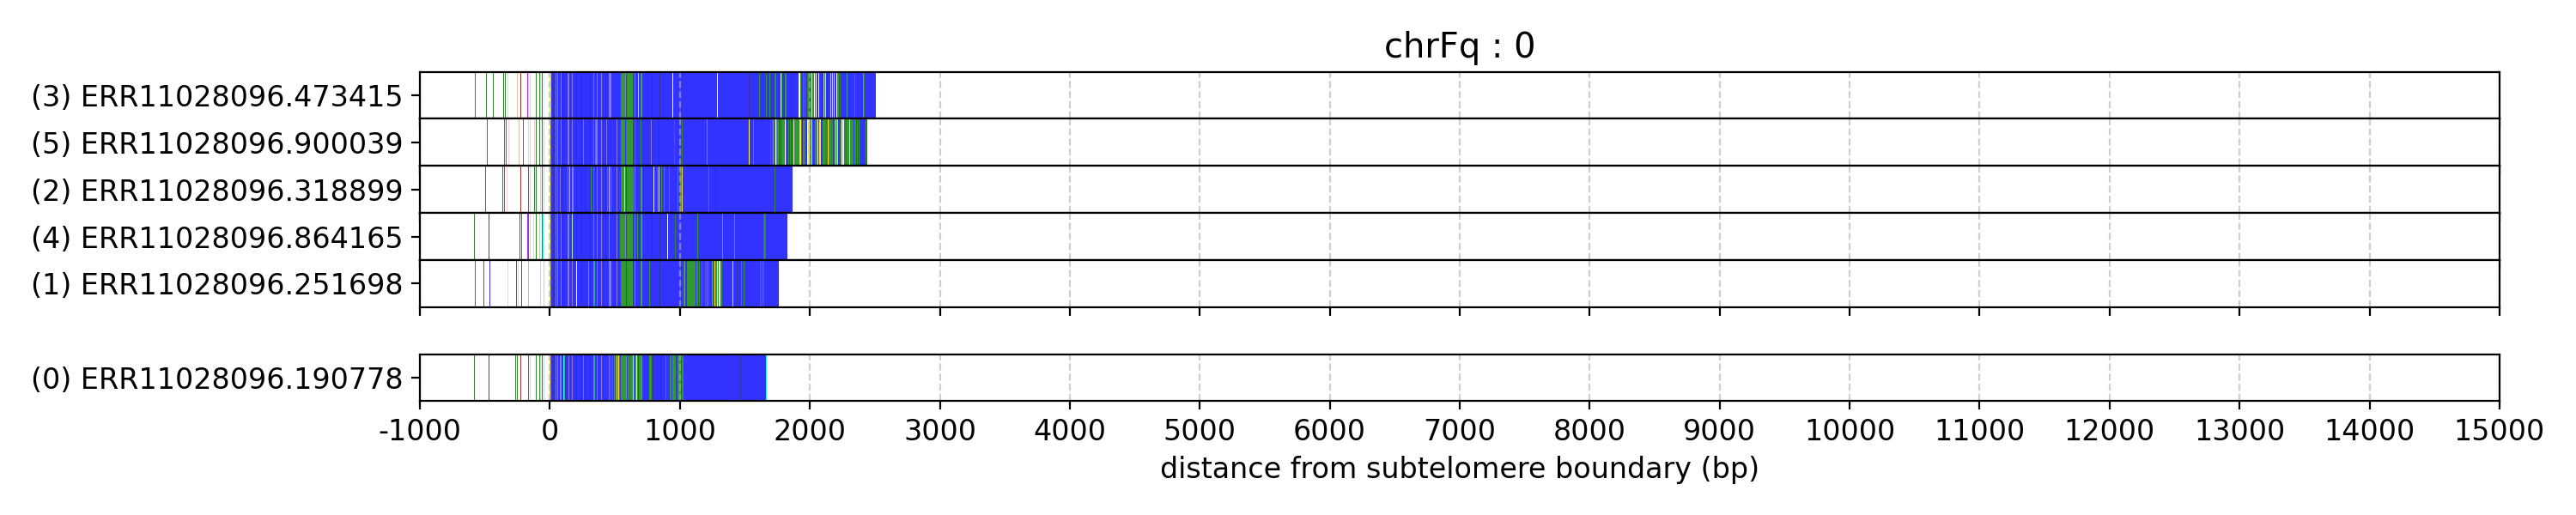 chrFq : 0
(3) ERR11028096.473415
(5) ERR11028096.900039
(2) ERR11028096.318899
(4) ERR11028096.864165
(1) ERR11028096.251698
(0) ERR11028096.190778
-1000 0 1000 2000 3000 4000 5000 6000 7000 8000 9000 10000 11000 12000 13000 14000 15000
distance from subtelomere boundary (bp)